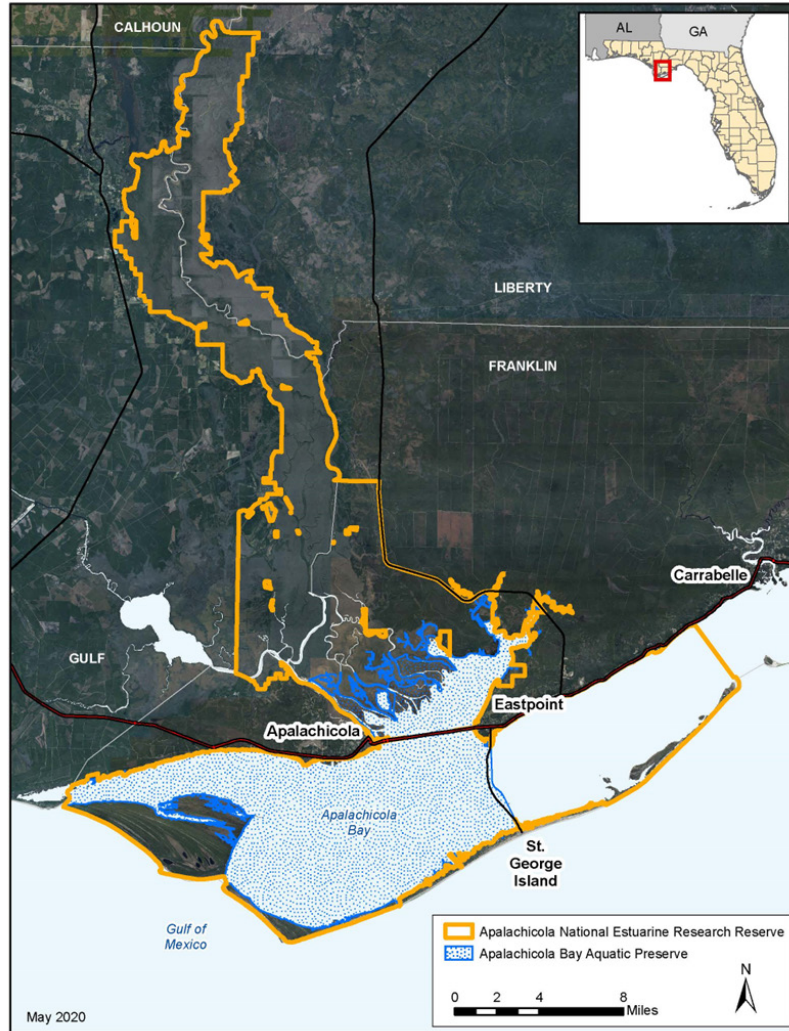 CALHOUN
AL
GA
LIBERTY
FRANKLIN
Carrabelle
GULF
Eastpoint
Apalachicola
Apalachicola
Bay
St.
George
Island
Gulf of
Mexico
Apalachicola National Estuarine Research Reserve
Apalachicola Bay Aquatic Preserve
N
0 2 4 8
Miles
May 2020